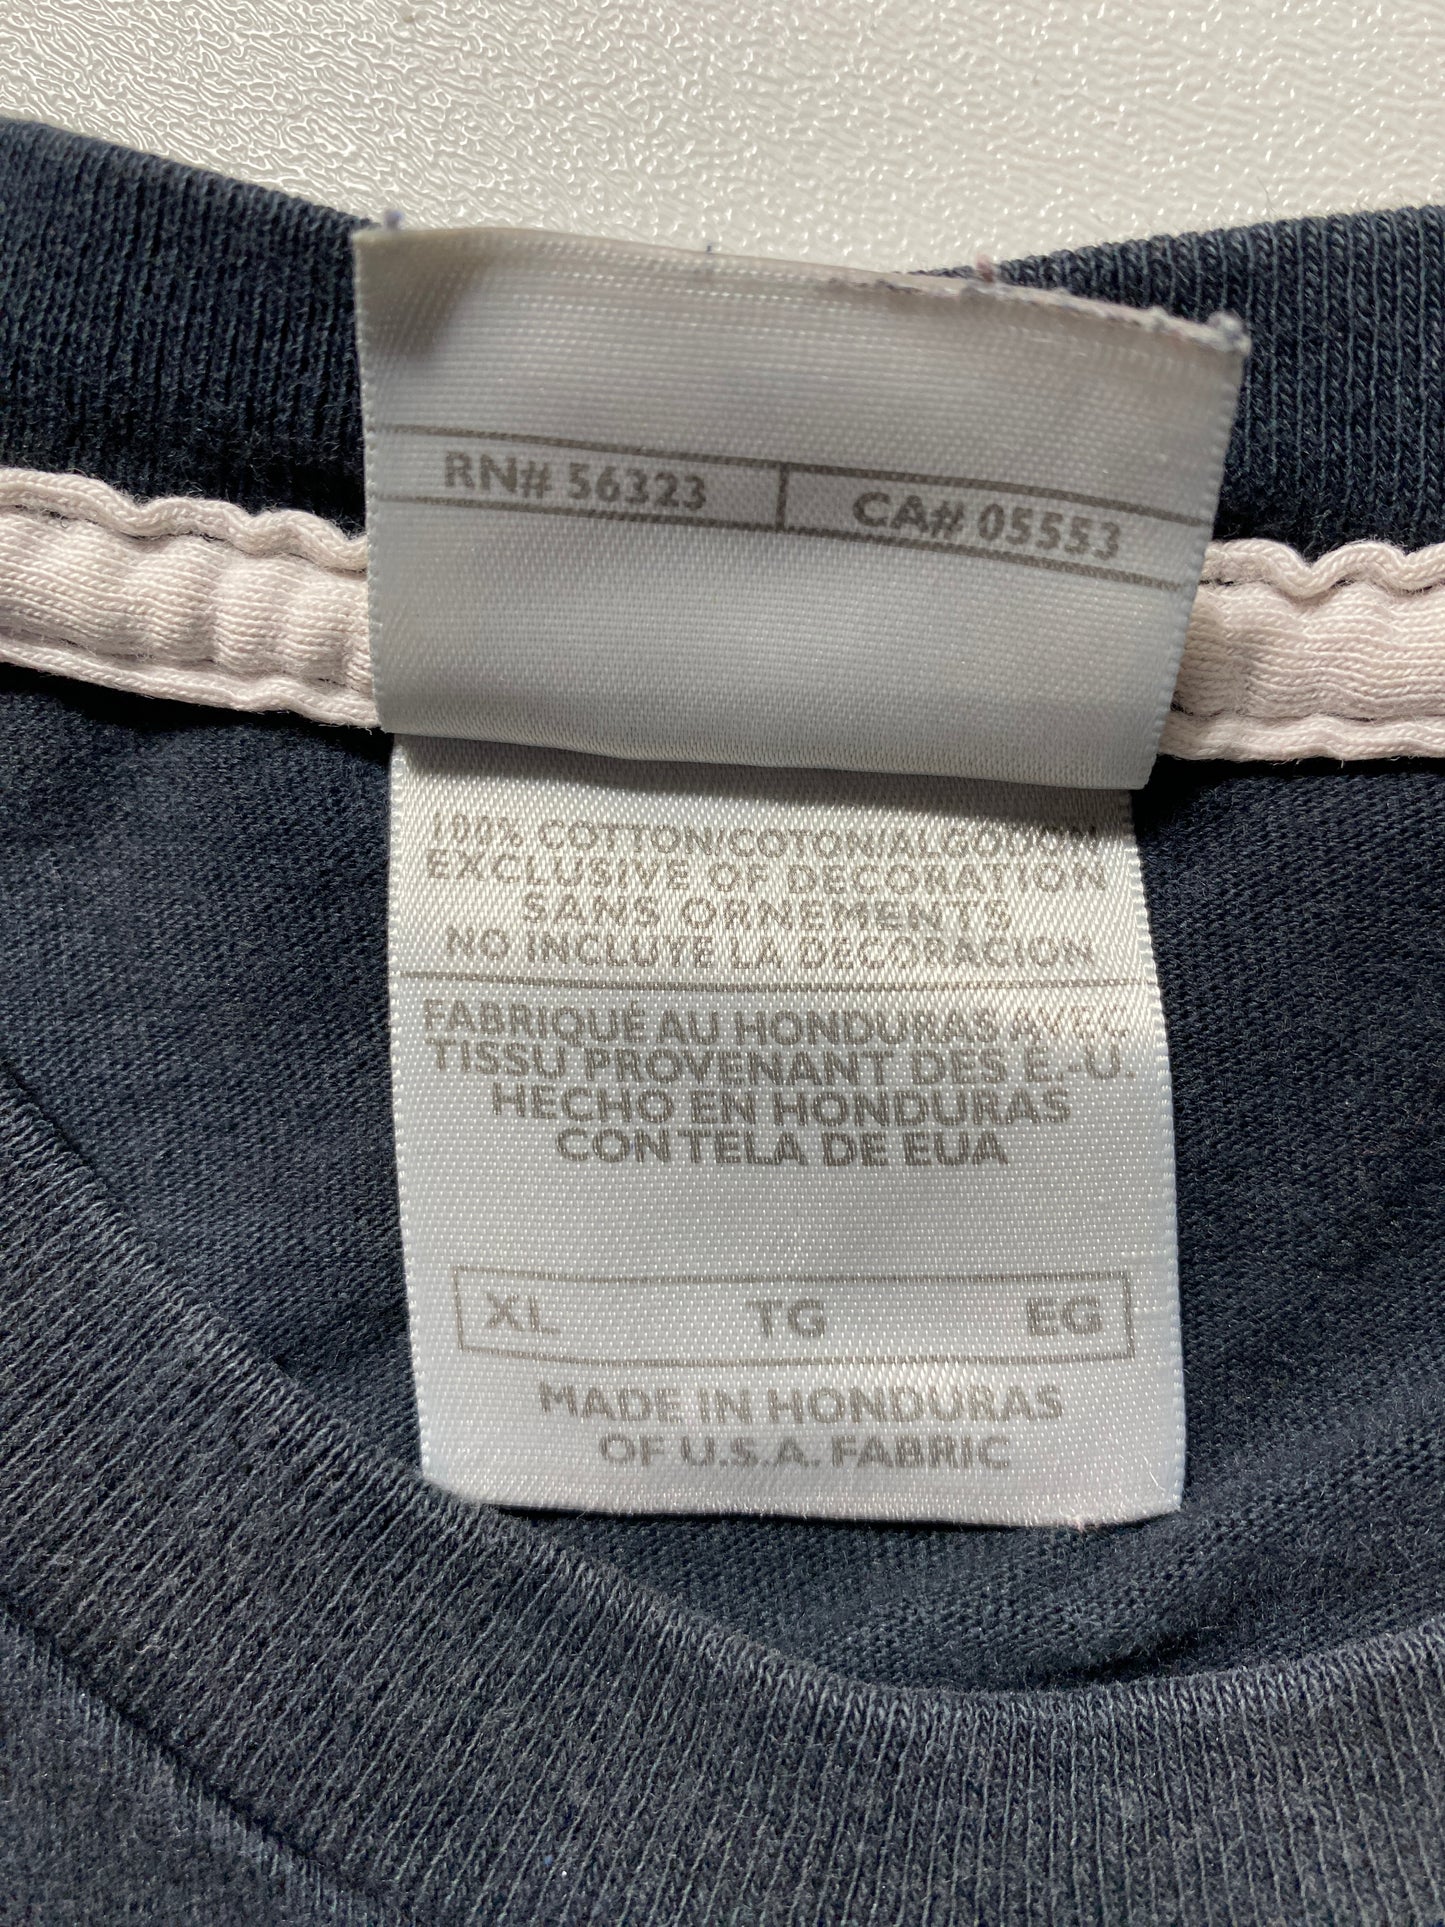 RN# 56323 CA# 05553
100% COTTON/COTON/ALGODON
EXCLUSIVE OF DECORATION
SANS ORNEMENTS
NO INCLUYE LA DECORACION
FABRIQUÉ AU HONDURAS AVEC
TISSU PROVENANT DES É.-U.
HECHO EN HONDURAS
CON TELA DE EUA
XL TG EG
MADE IN HONDURAS
OF U.S.A. FABRIC